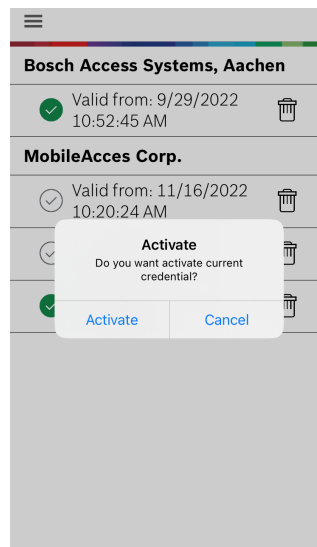 Bosch Access Systems, Aachen
Valid from: 9/29/2022
10:52:45 AM
MobileAcces Corp.
Valid from: 11/16/2022
10:20:24 AM
Activate
Do you want activate current
credential?
Activate
Cancel